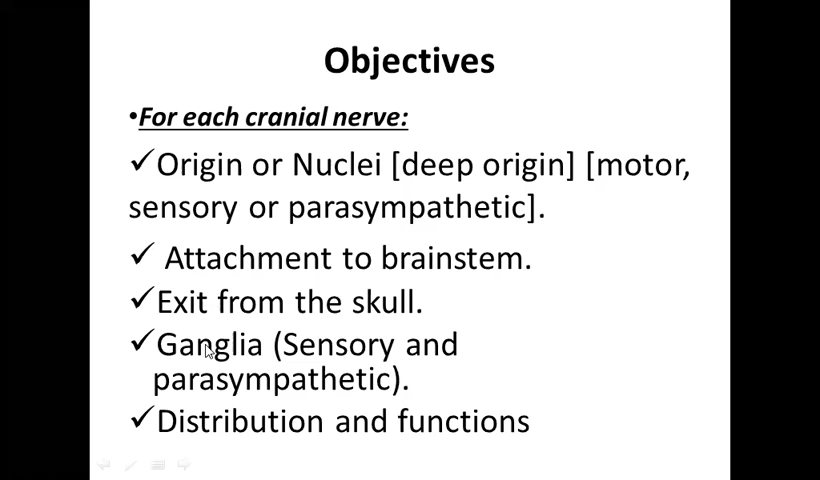 Objectives
•For each cranial nerve:
✓Origin or Nuclei [deep origin] [motor,
sensory or parasympathetic].
✓ Attachment to brainstem.
✓Exit from the skull.
✓Ganglia (Sensory and
parasympathetic).
✓Distribution and functions